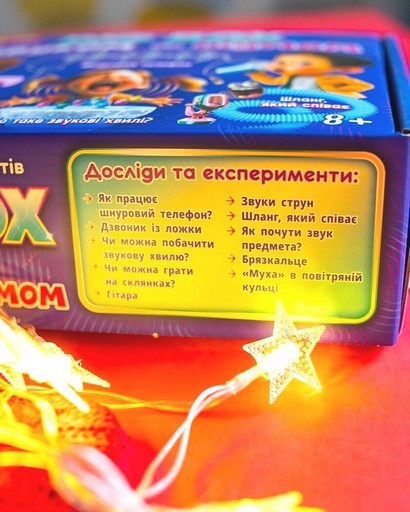 Шланг,
який співає
8+
таке звукові хвилі?
тів
ОХ
мом
Досліди та експерименти:
Як працює
шнуровий телефон?
Дзвоник із ложки
Чи можна побачити
звукову хвилю?
Чи можна грати
на склянках?
Гітара
Звуки струн
Шланг, який співає
Як почути звук
предмета?
Брязкальце
«Муха» в повітряній
кульці